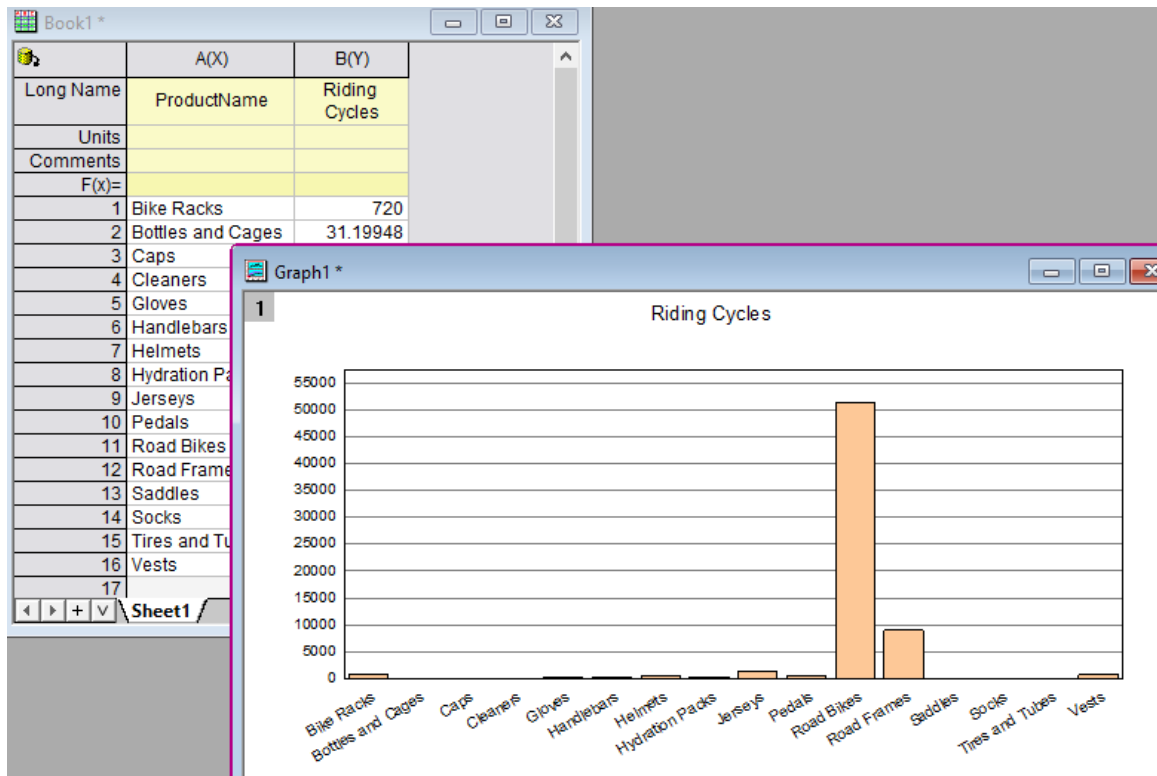 Book1 *
A(X) B(Y)
Long Name ProductName Riding
Cycles
Units
Comments
F(x)=
1 Bike Racks 720
2 Bottles and Cages 31.19948
3 Caps
4 Cleaners
5 Gloves
6 Handlebars
7 Helmets
8 Hydration Pa
9 Jerseys
10 Pedals
11 Road Bikes
12 Road Frame
13 Saddles
14 Socks
15 Tires and Tu
16 Vests
17
+ Sheet1
Graph1 *
1
Riding Cycles
55000
50000
45000
40000
35000
30000
25000
20000
15000
10000
5000
0
Bike Racks
Bottles and Cages
Caps
Cleaners
Gloves
Handlebars
Helmets
Hydration Packs
Jerseys
Pedals
Road Bikes
Road Frames
Saddles
Socks
Tires and Tubes
Vests